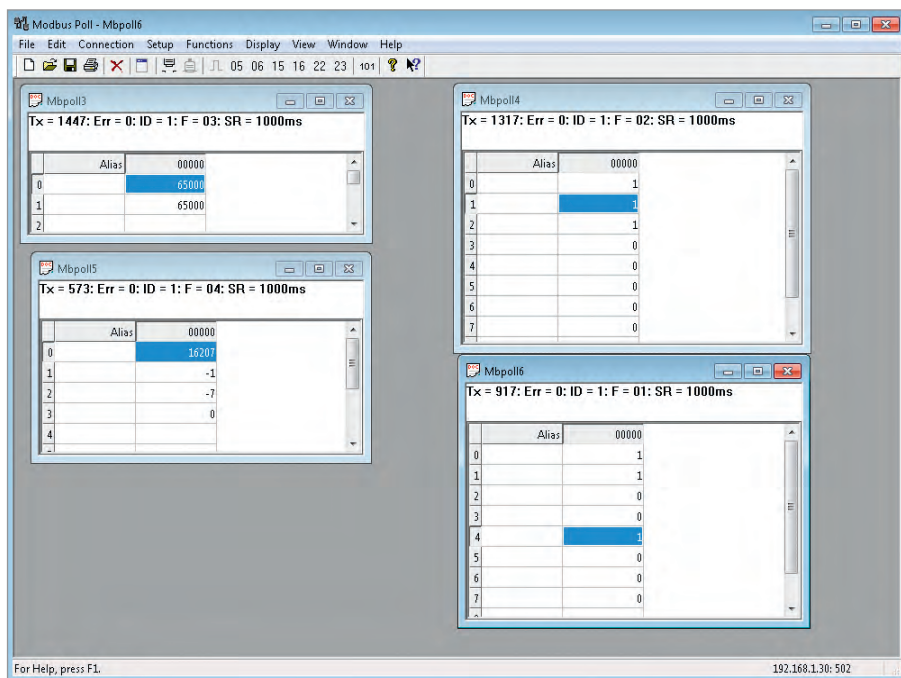 Modbus Poll - Mbpoll6
File Edit Connection Setup Functions Display View Window Help
05 06 15 16 22 23 101
Mbpoll3
Tx = 1447: Err = 0: ID = 1: F = 03: SR = 1000ms
Alias 00000
0 65000
1 65000
2
Mbpoll5
Tx = 573: Err = 0: ID = 1: F = 04: SR = 1000ms
Alias 00000
0 16207
1 -1
2 -7
3 0
4
Mbpoll4
Tx = 1317: Err = 0: ID = 1: F = 02: SR = 1000ms
Alias 00000
0 1
1 1
2 1
3 0
4 0
5 0
6 0
7 0
Mbpoll6
Tx = 917: Err = 0: ID = 1: F = 01: SR = 1000ms
Alias 00000
0 1
1 1
2 0
3 0
4 1
5 0
6 0
7 0
For Help, press F1.
192.168.1.30: 502